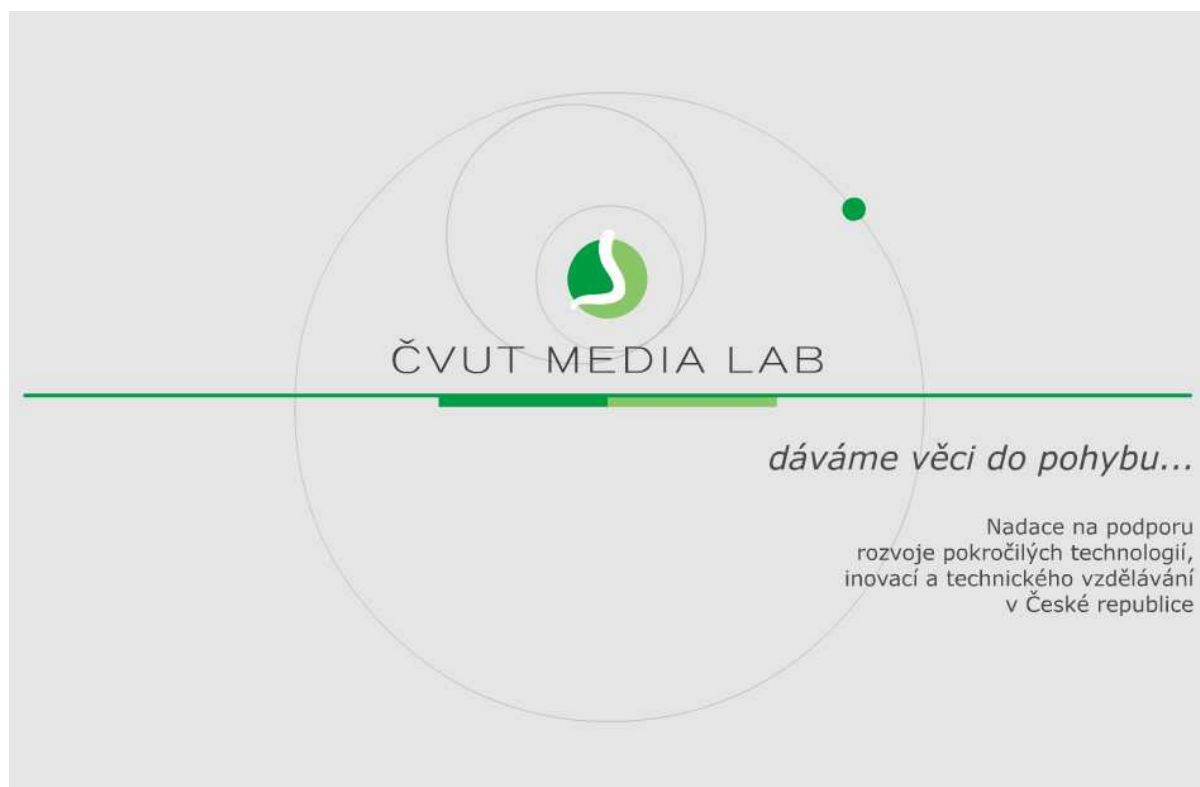 ČVUT MEDIA LAB
dáváme věci do pohybu...
Nadace na podporu
rozvoje pokročilých technologií,
inovací a technického vzdělávání
v České republice